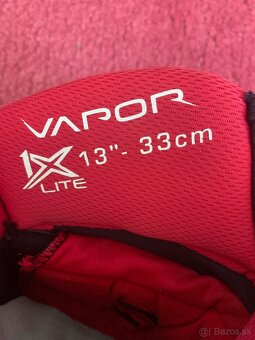 VAPOR
1X 13"- 33cm
LITE
Bazos.sk